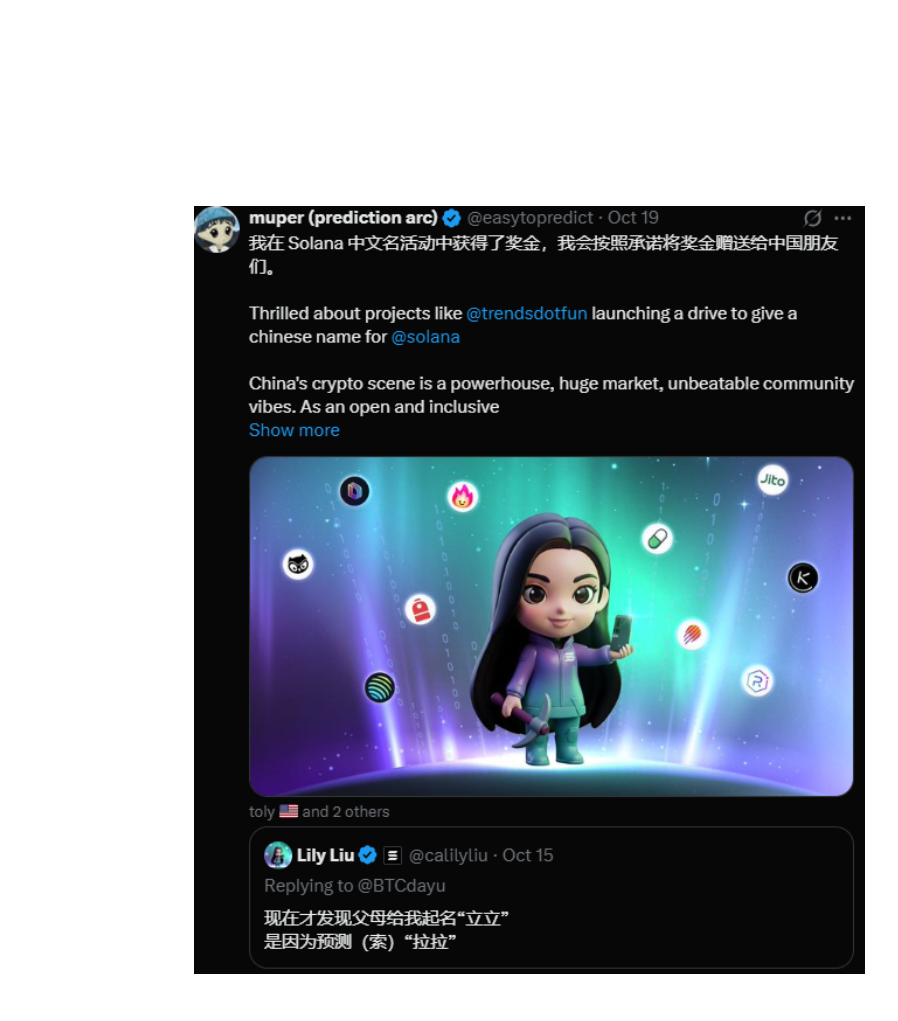 muper (prediction arc) @easytopredict · Oct 19
我在 Solana 中文名活动中获得了奖金，我会按照承诺将奖金赠送给中国朋友
们。
Thrilled about projects like @trendsdotfun launching a drive to give a
chinese name for @solana
China's crypto scene is a powerhouse, huge market, unbeatable community
vibes. As an open and inclusive
Show more
Jito
toly 🇺🇸 and 2 others
Lily Liu @calilyliu · Oct 15
Replying to @BTCdayu
现在才发现父母给我起名“立立”
是因为预测（索）“拉拉”